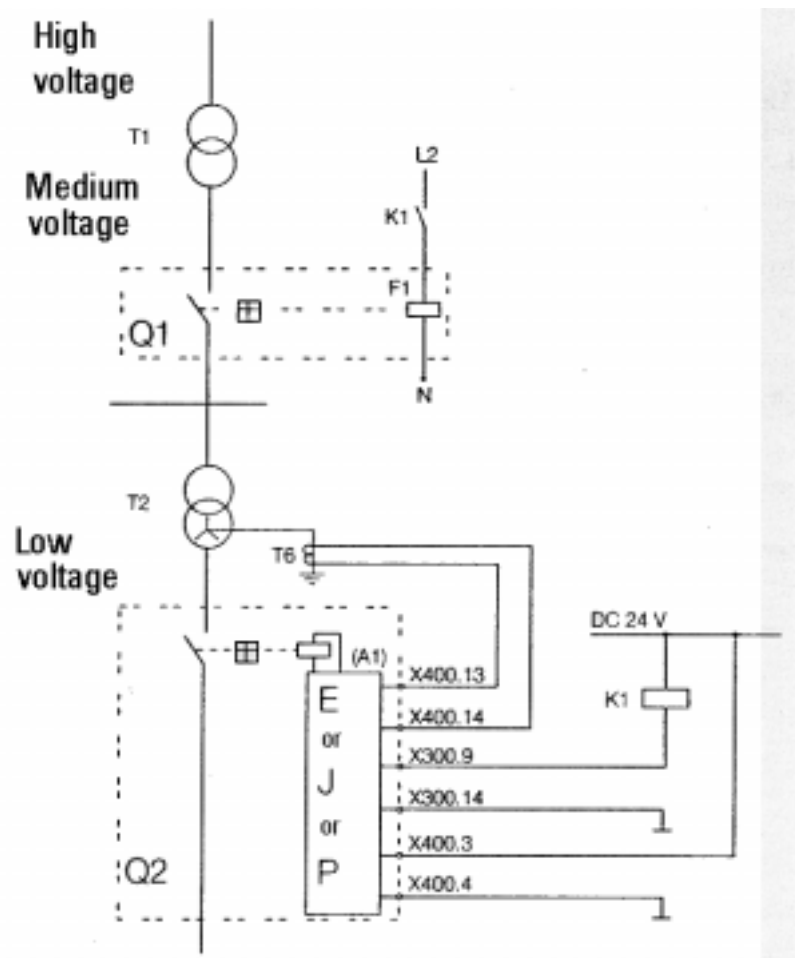 High
voltage
T1
L2
Medium
voltage
K1
F1
Q1
N
T2
Low
voltage
T6
DC 24 V
(A1)
X400.13
E
K1
X400.14
or
X300.9
J
X300.14
or
X400.3
P
Q2
X400.4